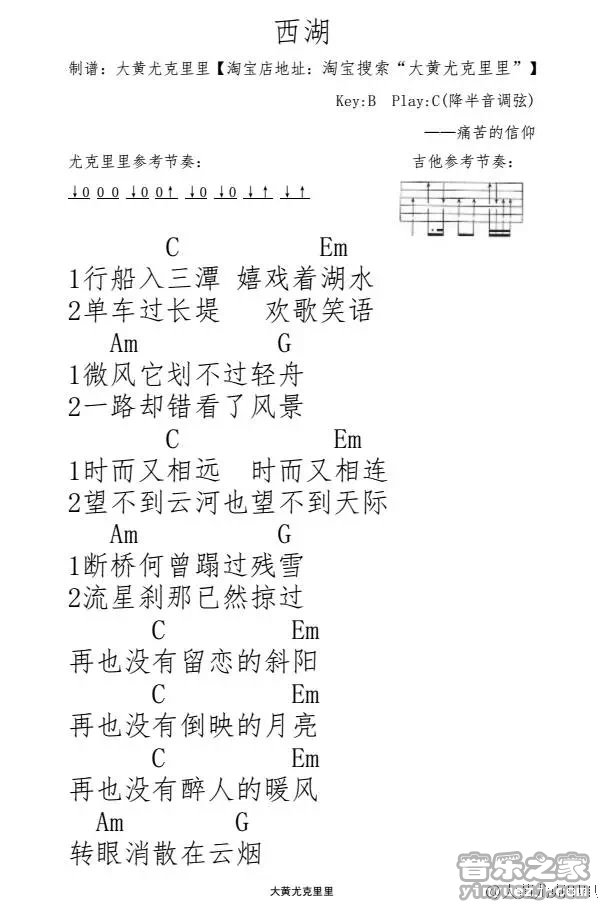 西湖
制谱：大黄尤克里里【淘宝店地址：淘宝搜索“大黄尤克里里”】
Key:B Play:C(降半音调弦)
——痛苦的信仰
尤克里里参考节奏： 吉他参考节奏：
↓0 0 0 ↓0 0↑ ↓0 ↓0 ↓↑ ↓↑
C Em
1行船入三潭 嬉戏着湖水
2单车过长堤 欢歌笑语
Am G
1微风它划不过轻舟
2一路却错看了风景
C Em
1时而又相远 时而又相连
2望不到云河也望不到天际
Am G
1断桥何曾蹋过残雪
2流星刹那已然掠过
C Em
再也没有留恋的斜阳
C Em
再也没有倒映的月亮
C Em
再也没有醉人的暖风
Am G
转眼消散在云烟
大黄尤克里里
音乐之家